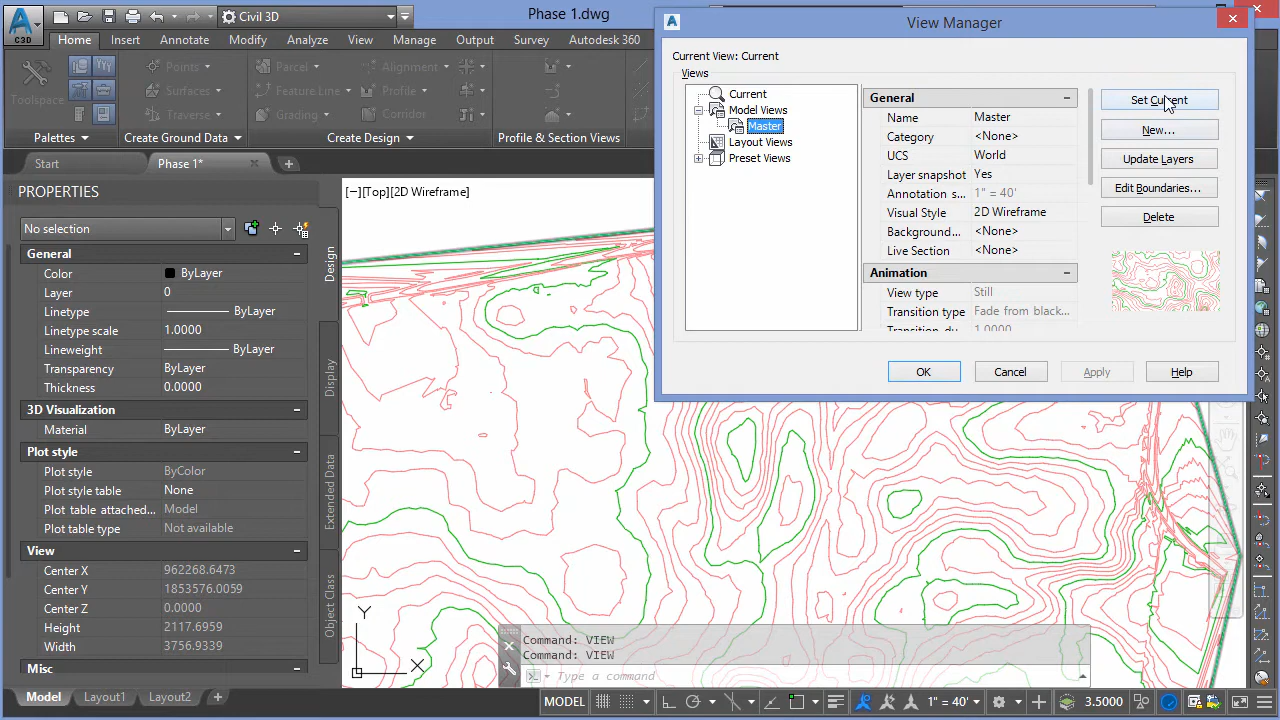 Civil 3D
Phase 1.dwg
C3D
Home Insert Annotate Modify Analyze View Manage Output Survey Autodesk 360
Toolspace
Points
Surfaces
Traverse
Parcel
Feature Line
Grading
Alignment
Profile
Corridor
Palettes
Create Ground Data
Create Design
Profile & Section Views
Start
Phase 1*
PROPERTIES
No selection
General
Color ByLayer
Layer 0
Linetype ByLayer
Linetype scale 1.0000
Lineweight ByLayer
Transparency ByLayer
Thickness 0.0000
3D Visualization
Material ByLayer
Plot style
Plot style ByColor
Plot style table None
Plot table attached... Model
Plot table type Not available
View
Center X 962268.6473
Center Y 1853576.0059
Center Z 0.0000
Height 2117.6959
Width 3756.9339
Misc
Design
Display
Extended Data
Object Class
[−][Top][2D Wireframe]
View Manager
Current View: Current
Views
Current
Model Views
Master
Layout Views
Preset Views
General
Name Master
Category <None>
UCS World
Layer snapshot Yes
Annotation s... 1" = 40'
Visual Style 2D Wireframe
Background... <None>
Live Section <None>
Animation
View type Still
Transition type Fade from black...
Transition du 1.0000
Set Current
New...
Update Layers
Edit Boundaries...
Delete
OK
Cancel
Apply
Help
Y
X
Command: VIEW
Command: VIEW
Type a command
Model
Layout1
Layout2
MODEL
1" = 40'
3.5000